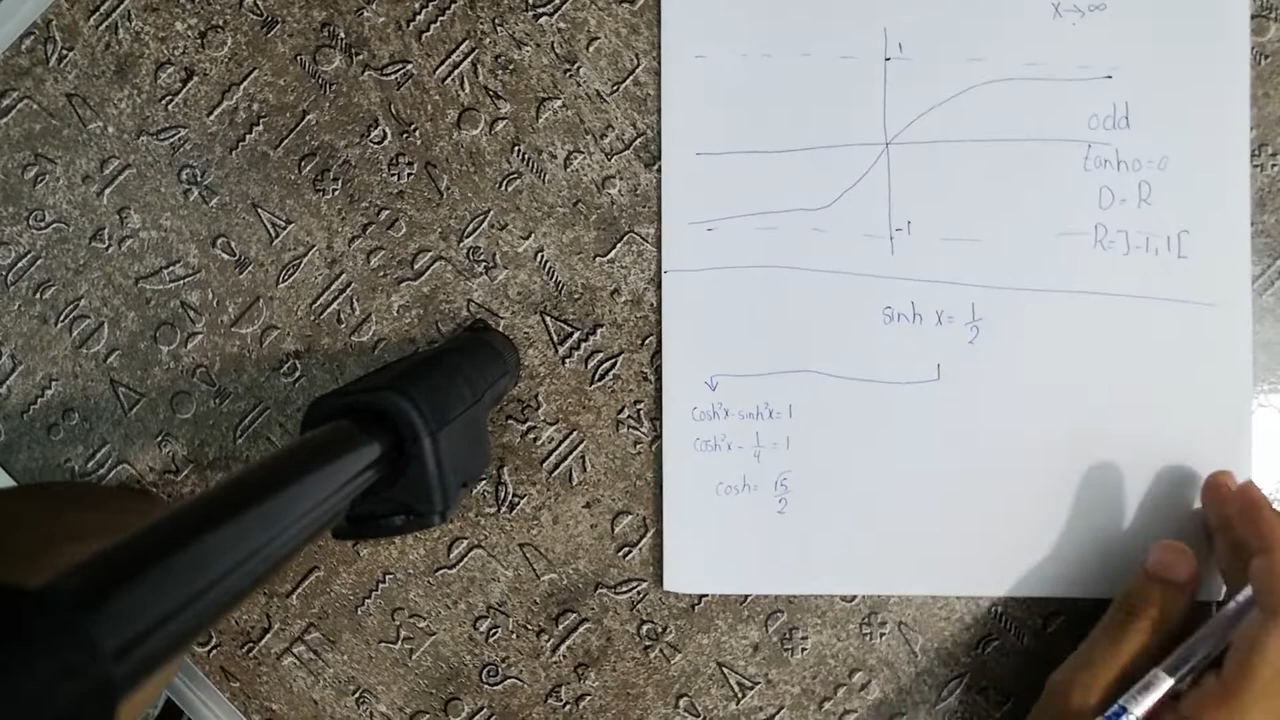 x→∞
1
odd
tanh0=0
D=R
-1
R=]-1,1[
sinh x= 1/2
cosh²x-sinh²x=1
cosh²x- 1/4 =1
cosh= √5/2